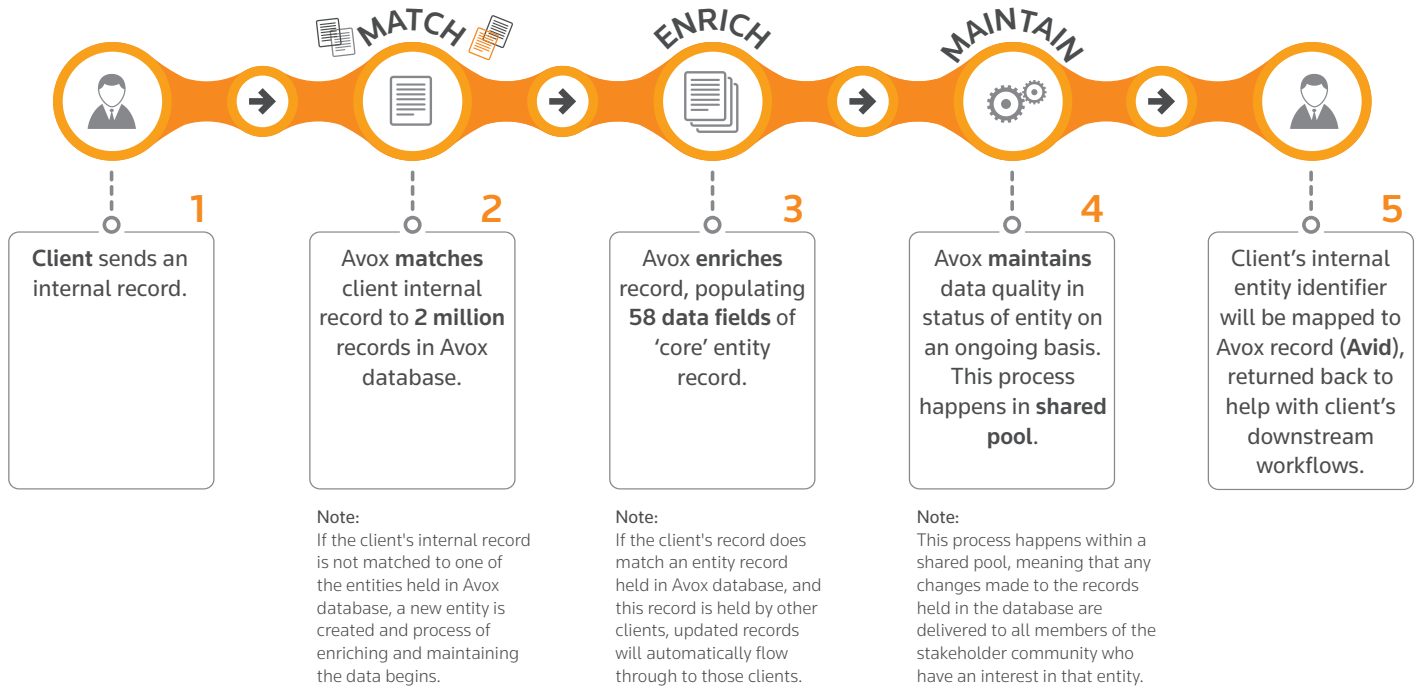 MATCH
ENRICH
MAINTAIN
1
Client sends an
internal record.
2
Avox matches
client internal
record to 2 million
records in Avox
database.
Note:
If the client's internal record
is not matched to one of
the entities held in Avox
database, a new entity is
created and process of
enriching and maintaining
the data begins.
3
Avox enriches
record, populating
58 data fields of
‘core’ entity
record.
Note:
If the client's record does
match an entity record
held in Avox database, and
this record is held by other
clients, updated records
will automatically flow
through to those clients.
4
Avox maintains
data quality in
status of entity on
an ongoing basis.
This process
happens in shared
pool.
Note:
This process happens within a
shared pool, meaning that any
changes made to the records
held in the database are
delivered to all members of the
stakeholder community who
have an interest in that entity.
5
Client’s internal
entity identifier
will be mapped to
Avox record (Avid),
returned back to
help with client’s
downstream
workflows.